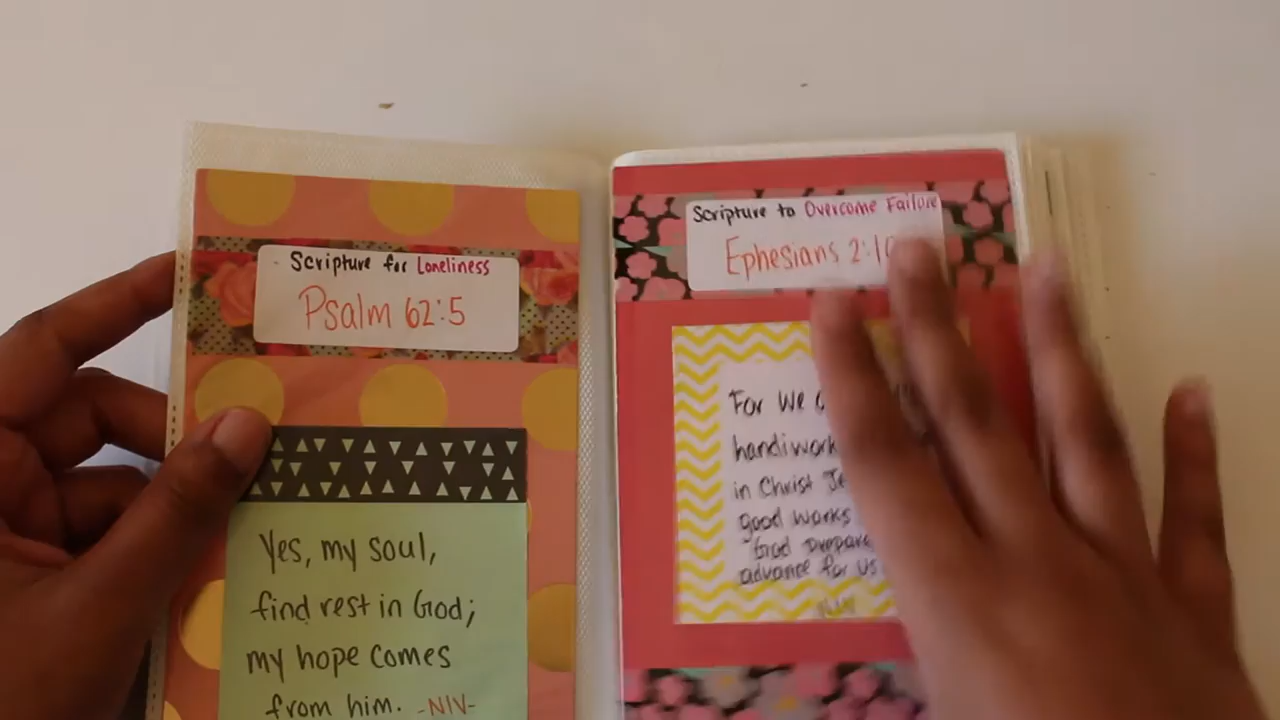 Scripture for Loneliness
Psalm 62:5
Yes, my soul,
find rest in God;
my hope comes
from him. -NIV-
Scripture to Overcome Failure
Ephesians 2:10
For We
handiwork
in Christ
good works
God
advance for us